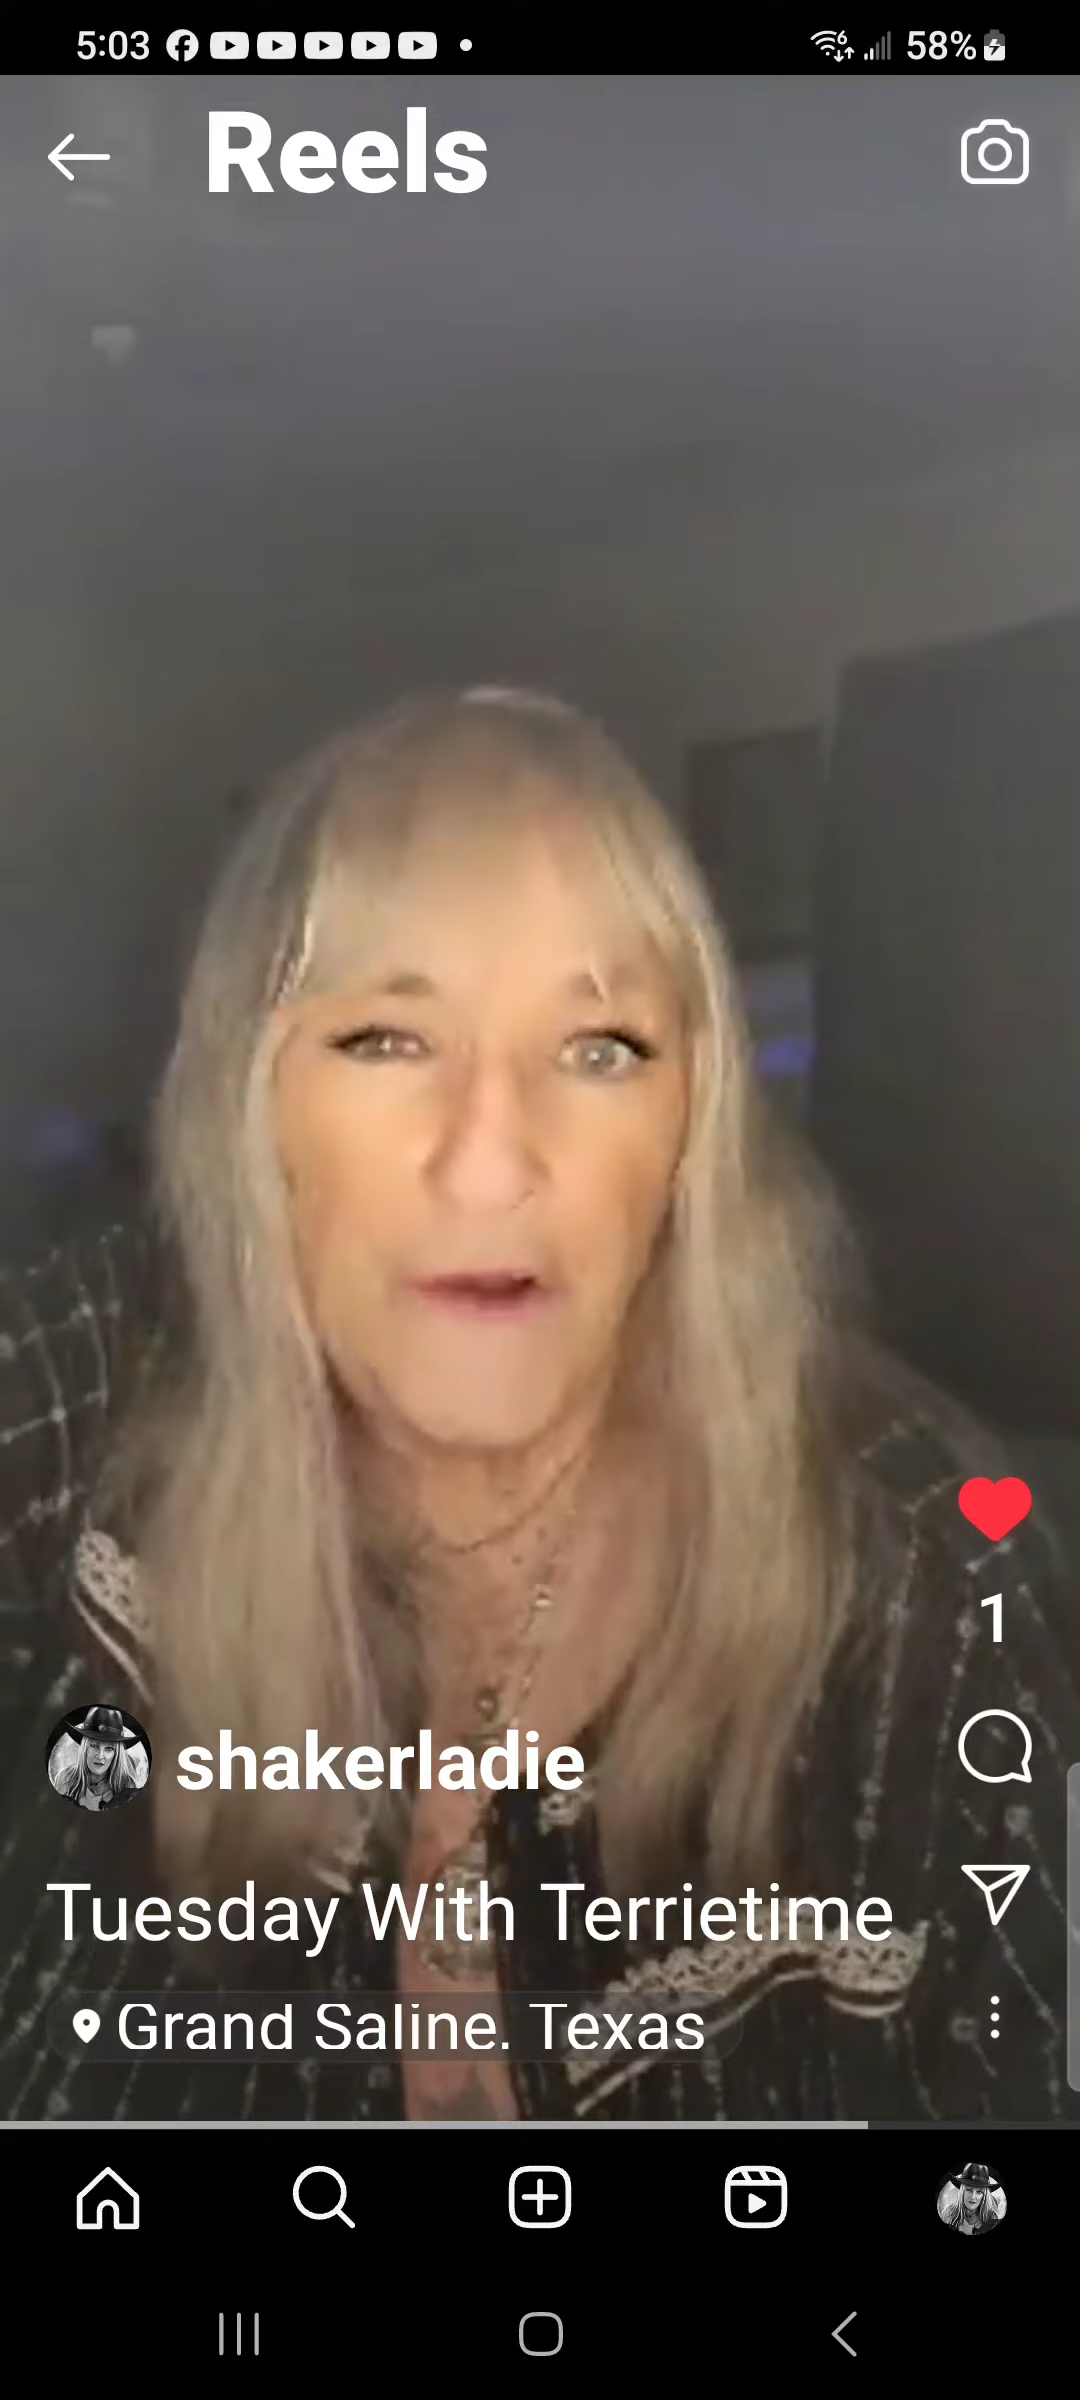 5:03
58%
Reels
1
shakerladie
Tuesday With Terrietime
Grand Saline, Texas